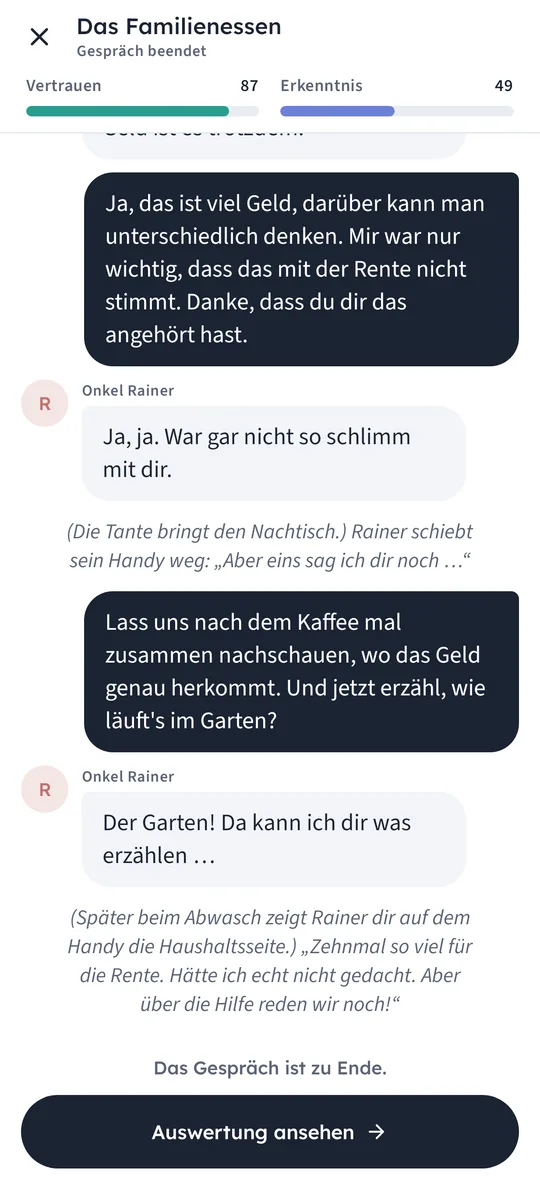 Das Familienessen
Gespräch beendet
Vertrauen 87
Erkenntnis 49
Geld ist es trotzdem.
Ja, das ist viel Geld, darüber kann man
unterschiedlich denken. Mir war nur
wichtig, dass das mit der Rente nicht
stimmt. Danke, dass du dir das
angehört hast.
Onkel Rainer
R
Ja, ja. War gar nicht so schlimm
mit dir.
(Die Tante bringt den Nachtisch.) Rainer schiebt
sein Handy weg: „Aber eins sag ich dir noch …“
Lass uns nach dem Kaffee mal
zusammen nachschauen, wo das Geld
genau herkommt. Und jetzt erzähl, wie
läuft's im Garten?
Onkel Rainer
R
Der Garten! Da kann ich dir was
erzählen …
(Später beim Abwasch zeigt Rainer dir auf dem
Handy die Haushaltsseite.) „Zehnmal so viel für
die Rente. Hätte ich echt nicht gedacht. Aber
über die Hilfe reden wir noch!“
Das Gespräch ist zu Ende.
Auswertung ansehen →